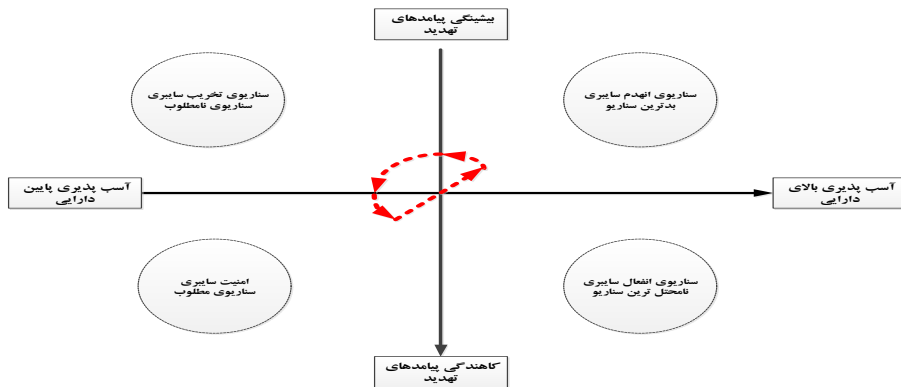 بیشینگی پیامدهای
تهدید
سناریوی انهدم سایبری
بدترین سناریو
سناریوی تخریب سایبری
سناریوی نامطلوب
آسب پذیری بالای
دارایی
آسب پذیری پایین
دارایی
سناریوی انفعال سایبری
نامحتل ترین سناریو
امنیت سایبری
سناریوی مطلوب
کاهندگی پیامدهای
تهدید